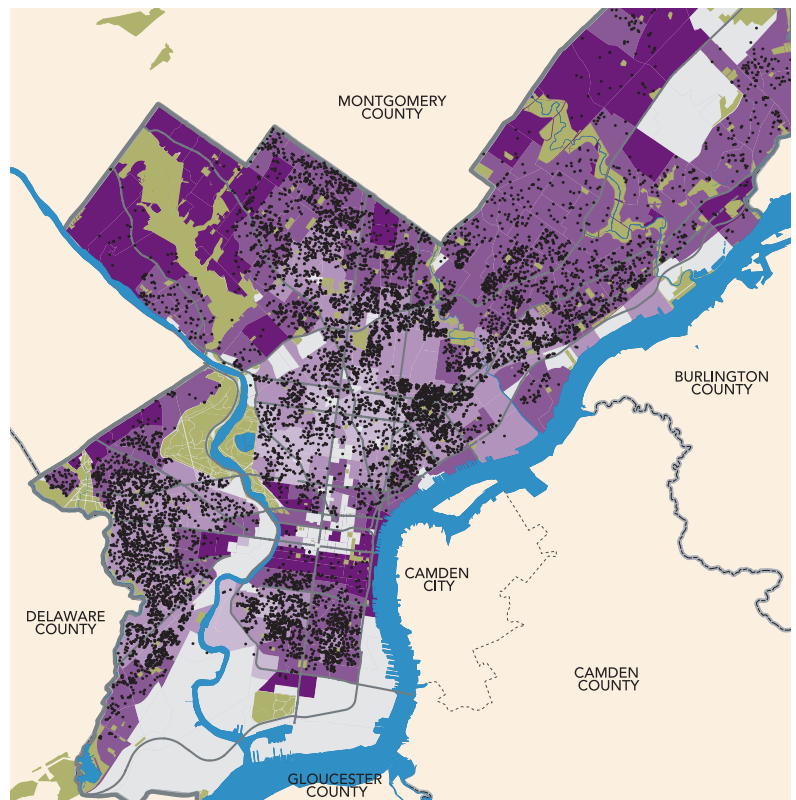 MONTGOMERY
COUNTY
BURLINGTON
COUNTY
CAMDEN
CITY
DELAWARE
COUNTY
CAMDEN
COUNTY
GLOUCESTER
COUNTY